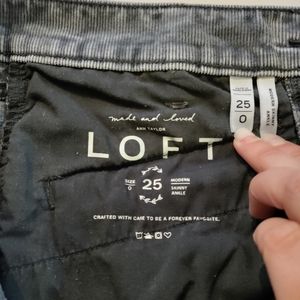 made and loved
ANN TAYLOR
LOFT
SIZE
0
25
MODERN
SKINNY
ANKLE
CRAFTED WITH CARE TO BE A FOREVER FAVORITE.
25
0